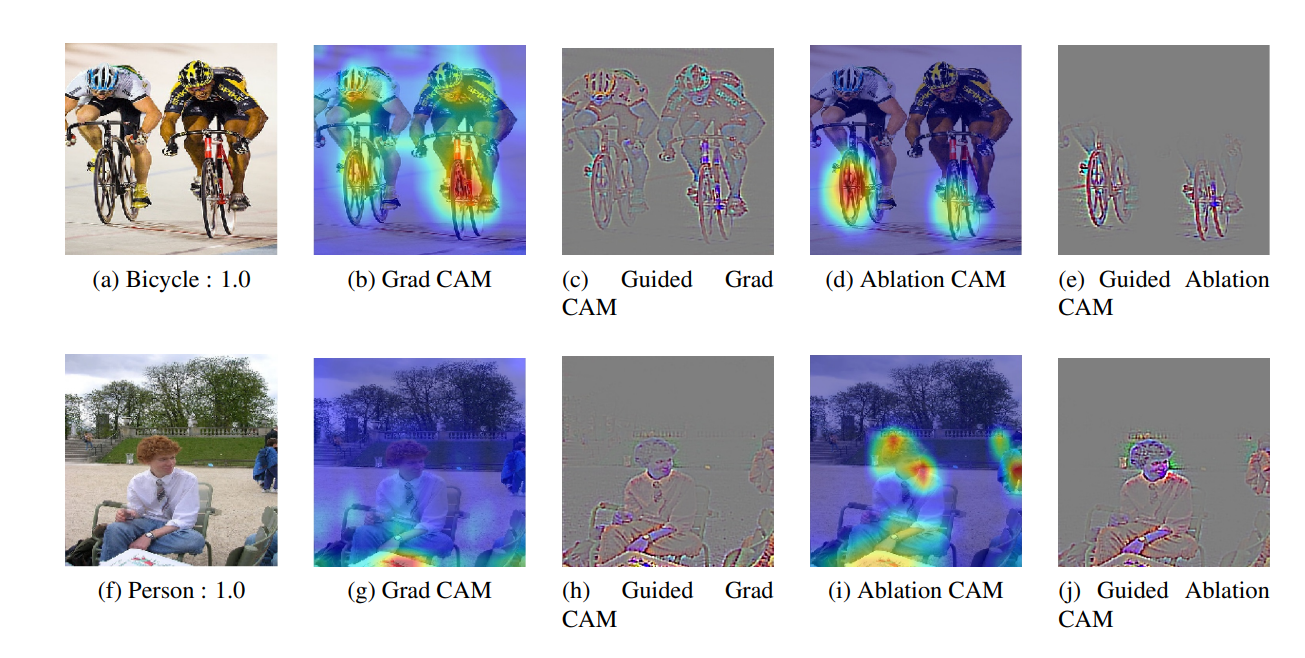 (a) Bicycle : 1.0
(b) Grad CAM
(c) Guided Grad
CAM
(d) Ablation CAM
(e) Guided Ablation
CAM
(f) Person : 1.0
(g) Grad CAM
(h) Guided Grad
CAM
(i) Ablation CAM
(j) Guided Ablation
CAM